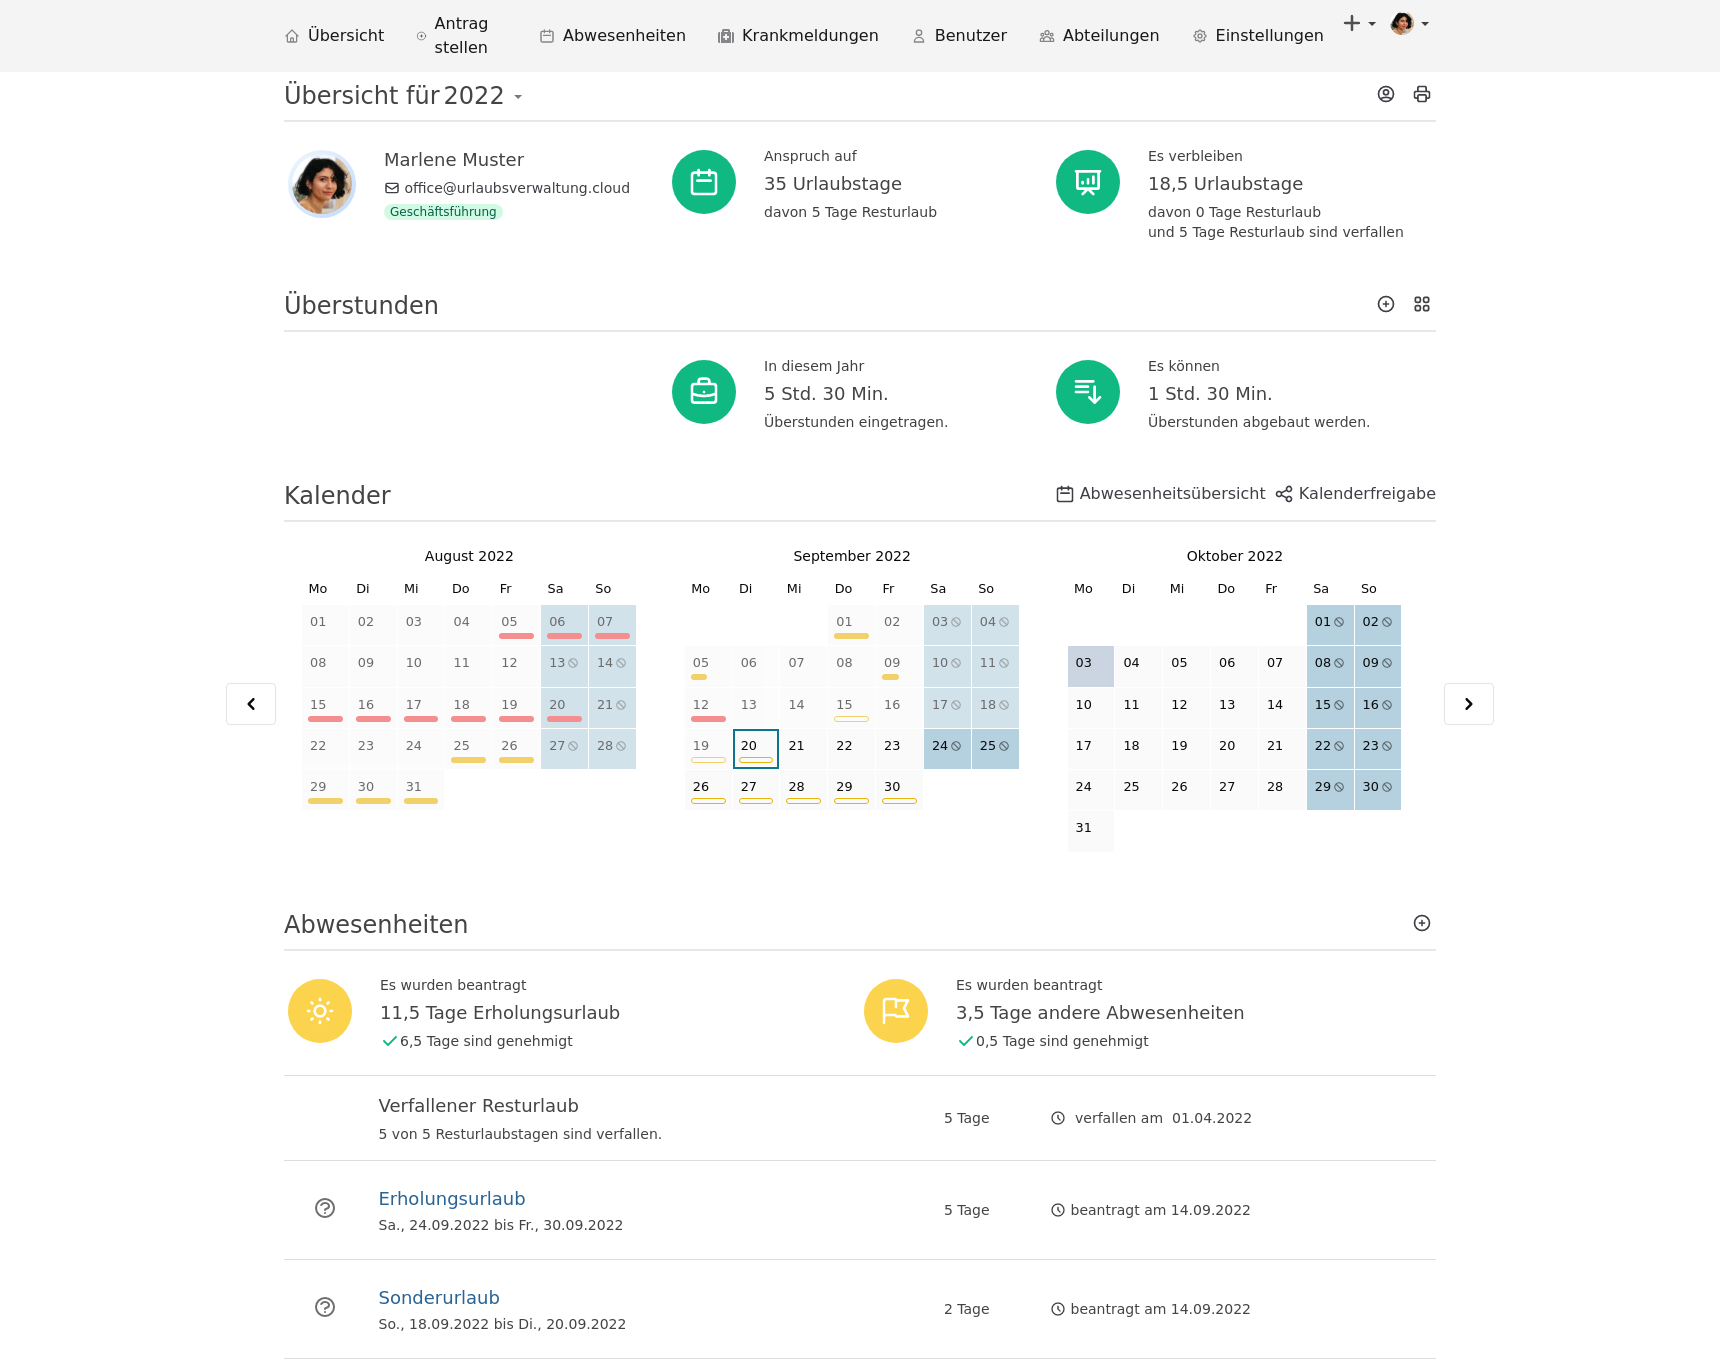 Übersicht
Antrag stellen
Abwesenheiten
Krankmeldungen
Benutzer
Abteilungen
Einstellungen
Übersicht für 2022
Marlene Muster
office@urlaubsverwaltung.cloud
Geschäftsführung
Anspruch auf
35 Urlaubstage
davon 5 Tage Resturlaub
Es verbleiben
18,5 Urlaubstage
davon 0 Tage Resturlaub
und 5 Tage Resturlaub sind verfallen
Überstunden
In diesem Jahr
5 Std. 30 Min.
Überstunden eingetragen.
Es können
1 Std. 30 Min.
Überstunden abgebaut werden.
Kalender
Abwesenheitsübersicht
Kalenderfreigabe
August 2022
Mo Di Mi Do Fr Sa So
01 02 03 04 05 06 07
08 09 10 11 12 13 14
15 16 17 18 19 20 21
22 23 24 25 26 27 28
29 30 31
September 2022
Mo Di Mi Do Fr Sa So
01 02 03 04
05 06 07 08 09 10 11
12 13 14 15 16 17 18
19 20 21 22 23 24 25
26 27 28 29 30
Oktober 2022
Mo Di Mi Do Fr Sa So
01 02
03 04 05 06 07 08 09
10 11 12 13 14 15 16
17 18 19 20 21 22 23
24 25 26 27 28 29 30
31
Abwesenheiten
Es wurden beantragt
11,5 Tage Erholungsurlaub
6,5 Tage sind genehmigt
Es wurden beantragt
3,5 Tage andere Abwesenheiten
0,5 Tage sind genehmigt
Verfallener Resturlaub
5 von 5 Resturlaubstagen sind verfallen.
5 Tage
verfallen am 01.04.2022
Erholungsurlaub
Sa., 24.09.2022 bis Fr., 30.09.2022
5 Tage
beantragt am 14.09.2022
Sonderurlaub
So., 18.09.2022 bis Di., 20.09.2022
2 Tage
beantragt am 14.09.2022